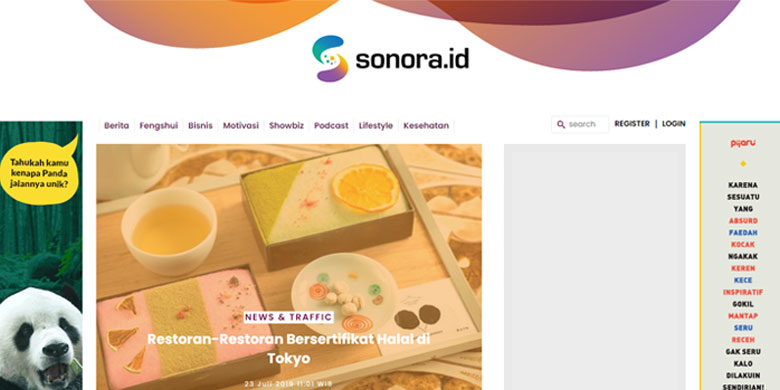 sonora.id
Berita Fengshui Bisnis Motivasi Showbiz Podcast Lifestyle Kesehatan
search REGISTER | LOGIN
Tahukah kamu
kenapa Panda
jalannya unik?
NEWS & TRAFFIC
Restoran-Restoran Bersertifikat Halal di
Tokyo
23 Juli 2019 11:01 WIB
pijaru
KARENA
SESUATU
YANG
ABSURD
FAEDAH
KOCAK
NGAKAK
KEREN
KECE
INSPIRATIF
GOKIL
MANTAP
SERU
RECEH
GAK SERU
KALO
DILAKUIN
SENDIRIAN!